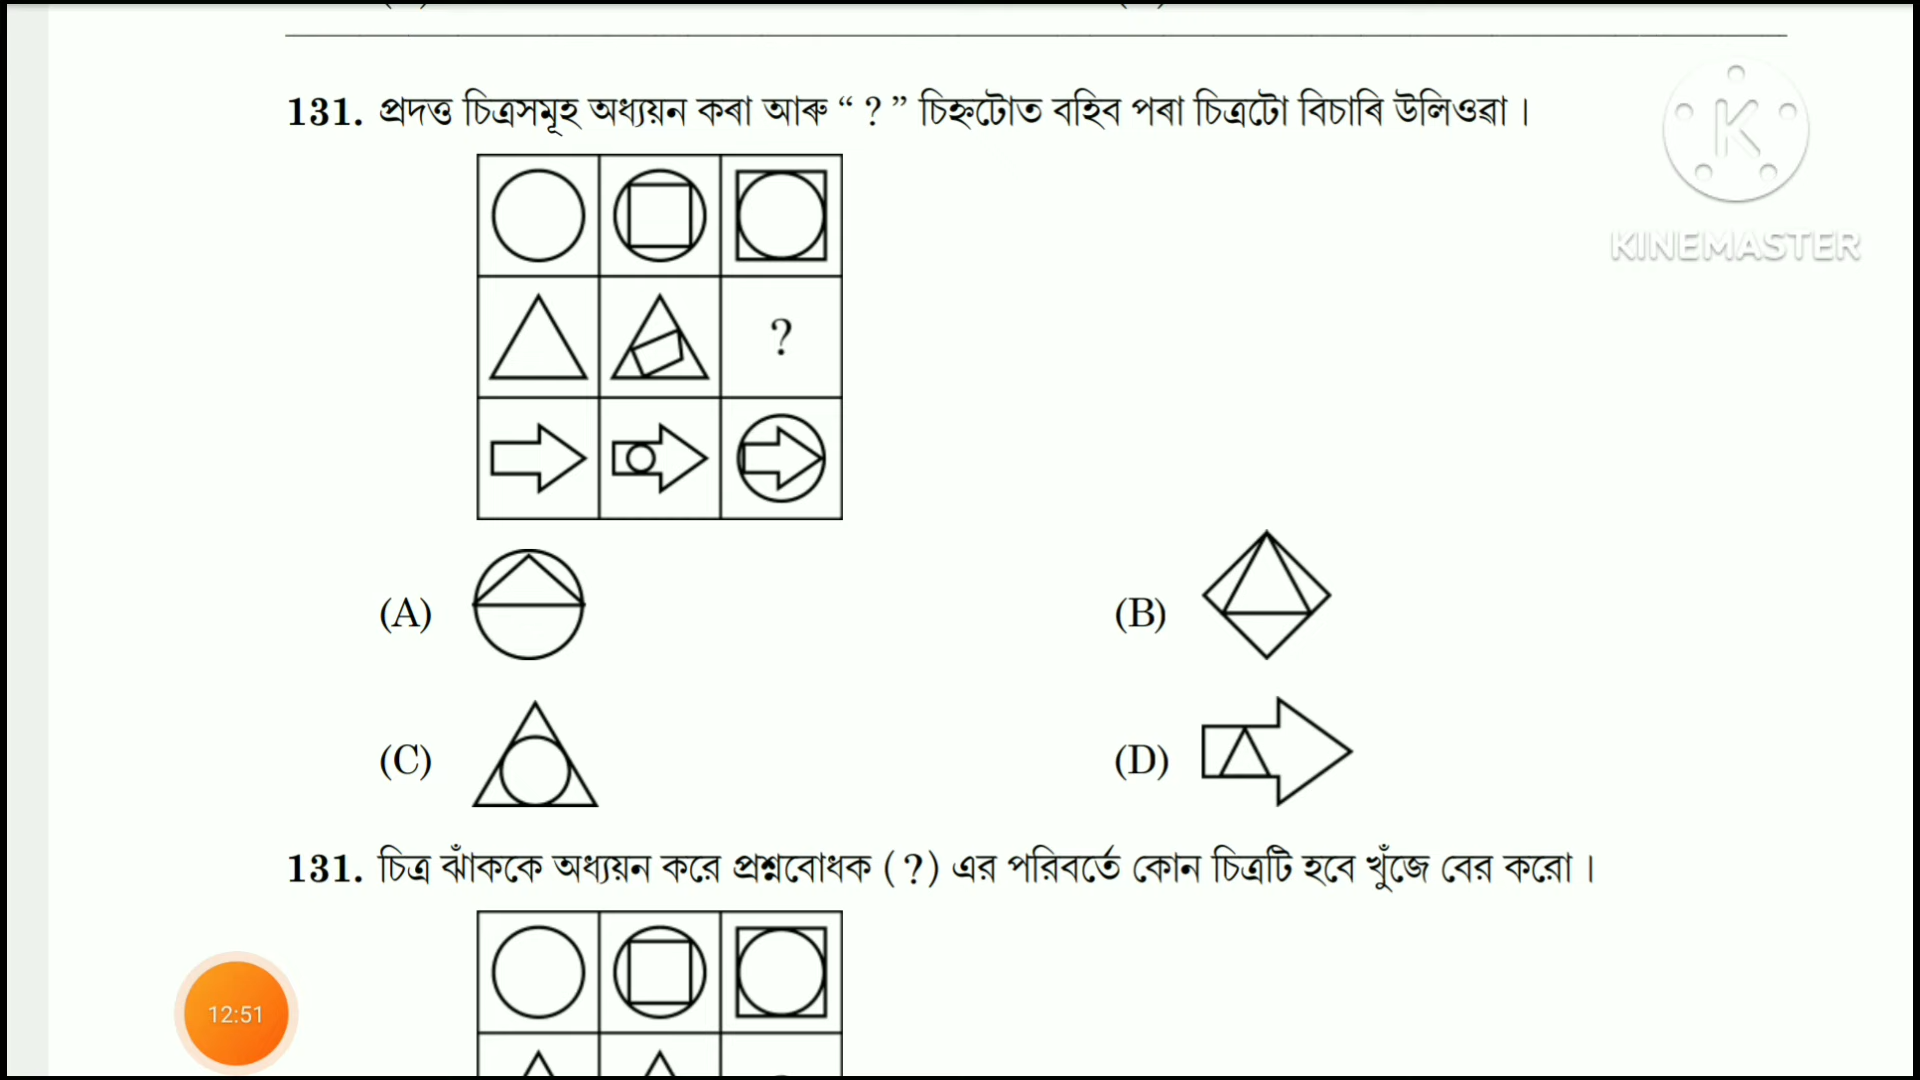 131. প্ৰদত্ত চিত্ৰসমূহ অধ্যয়ন কৰা আৰু “ ? ” চিহ্নটোত বহিব পৰা চিত্ৰটো বিচাৰি উলিওৱা ।
K
KINEMASTER
?
(A)
(B)
(C)
(D)
131. চিত্র ঝাঁককে অধ্যয়ন করে প্রশ্নবোধক ( ? ) এর পরিবর্তে কোন চিত্রটি হবে খুঁজে বের করো ।
12:51